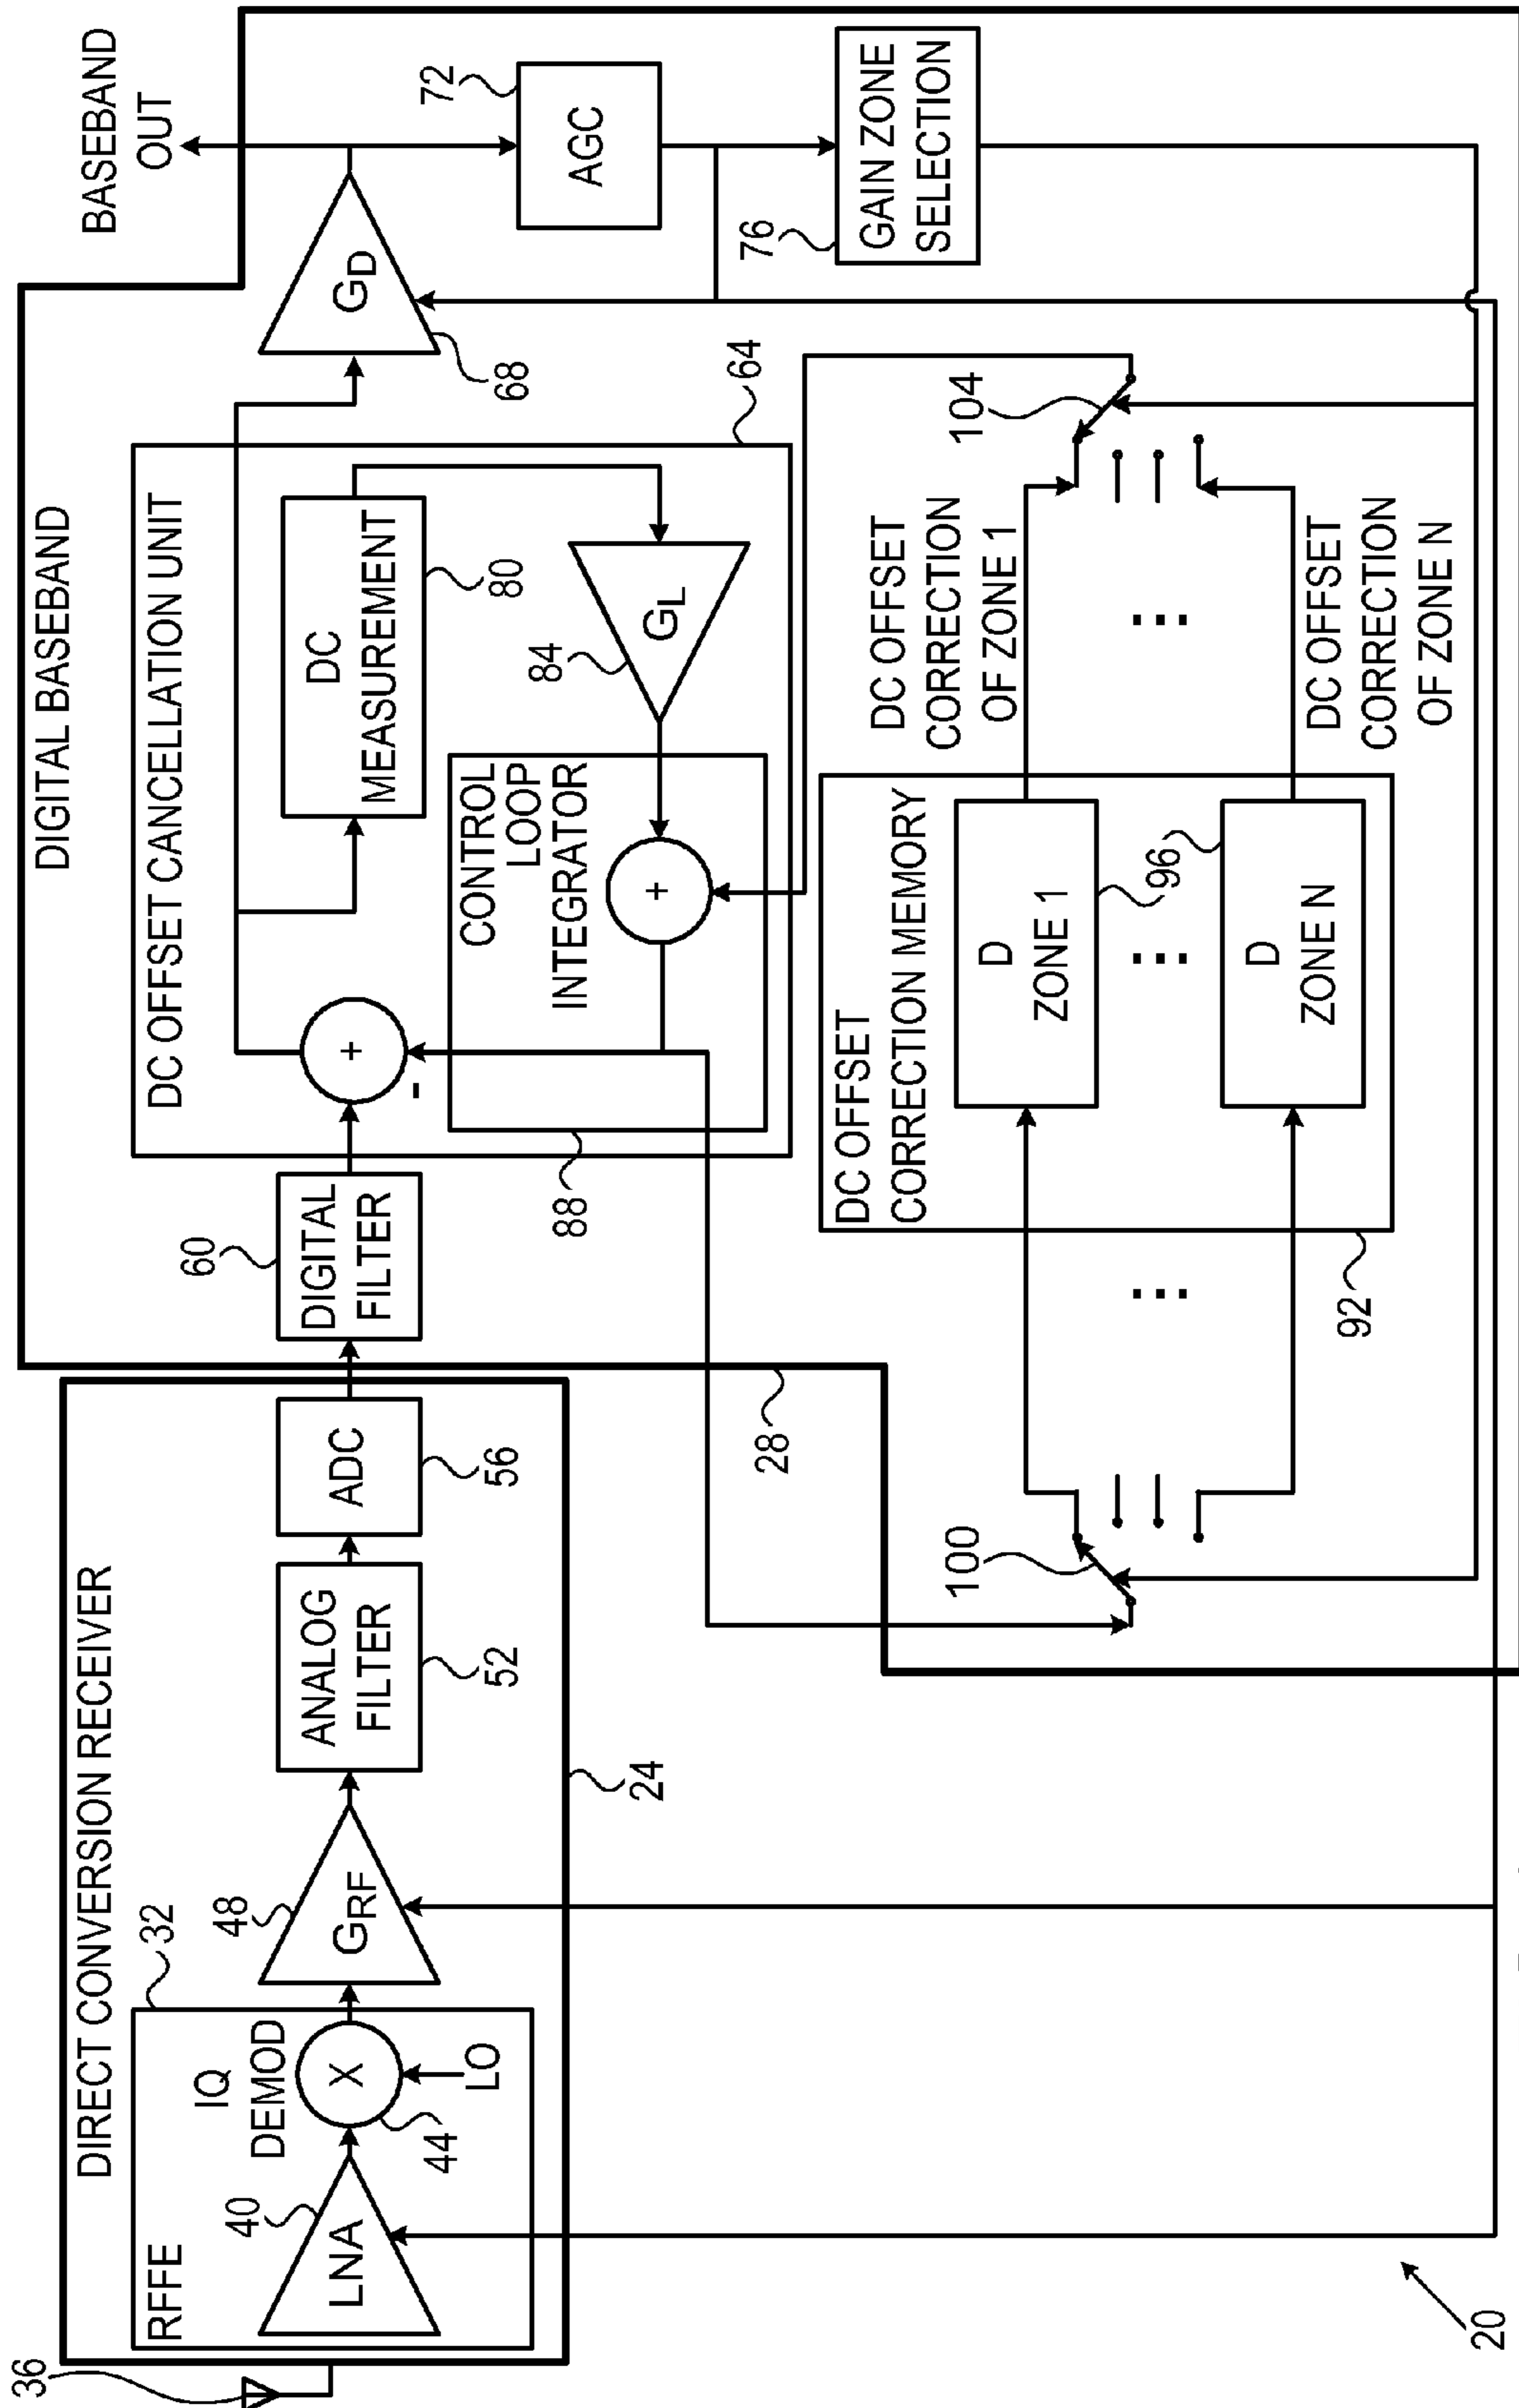 36
20
DIRECT CONVERSION RECEIVER
RFFE
32
40
LNA
IQ
DEMOD
X
44
LO
48
GRF
ANALOG
FILTER
52
ADC
56
24
DIGITAL BASEBAND
28
60
DIGITAL
FILTER
DC OFFSET CANCELLATION UNIT
64
+
-
DC
MEASUREMENT
80
84
GL
CONTROL
LOOP
INTEGRATOR
+
88
GD
68
BASEBAND
OUT
AGC
72
GAIN ZONE
SELECTION
76
100
...
DC OFFSET
CORRECTION MEMORY
D
ZONE 1
...
96
D
ZONE N
92
DC OFFSET
CORRECTION
OF ZONE 1
...
DC OFFSET
CORRECTION
OF ZONE N
104